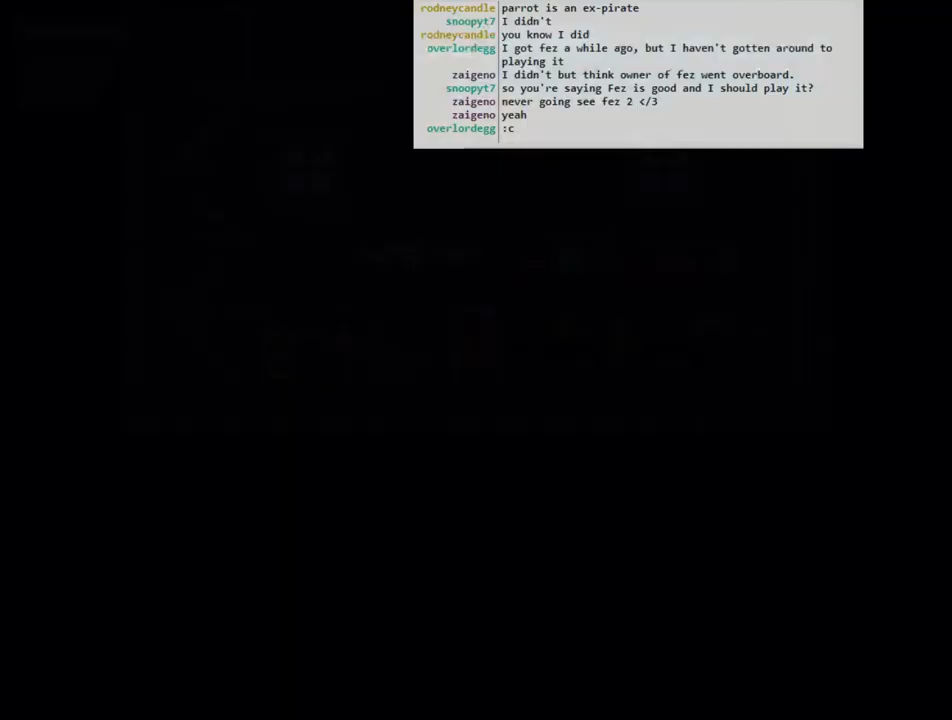 rodneycandle parrot is an ex-pirate
snoopyt7 I didn't
rodneycandle you know I did
overlordegg I got fez a while ago, but I haven't gotten around to
playing it
zaigeno I didn't but think owner of fez went overboard.
snoopyt7 so you're saying Fez is good and I should play it?
zaigeno never going see fez 2 </3
zaigeno yeah
overlordegg :c